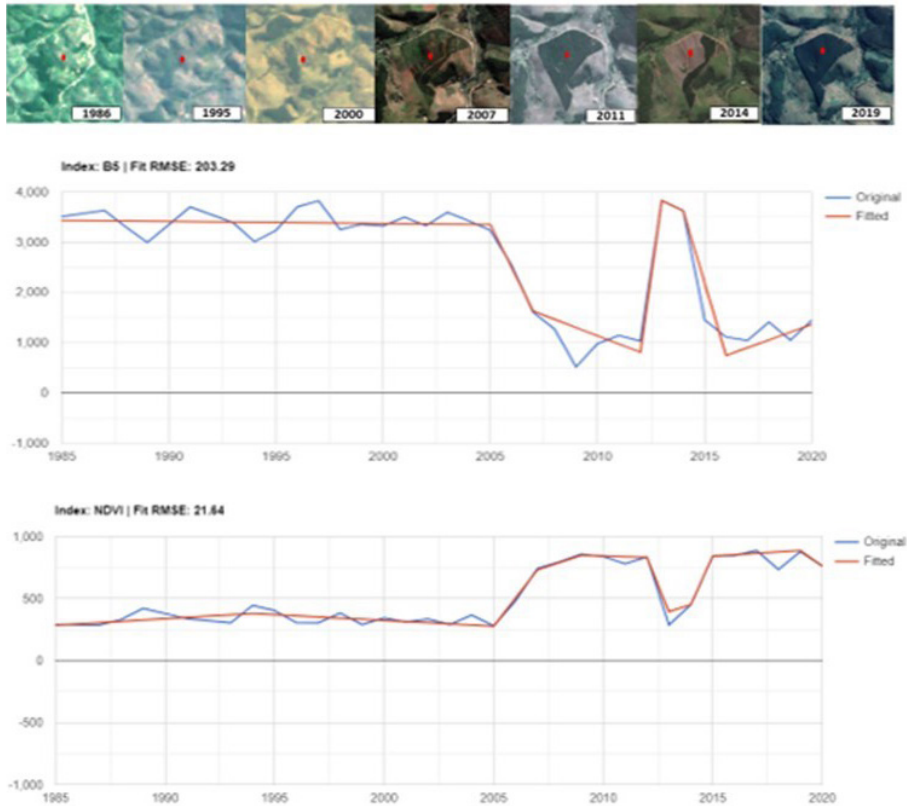 1986 1995 2000 2007 2011 2014 2019
Index: B5 | Fit RMSE: 203.29
4,000
3,000
2,000
1,000
0
-1,000
1985 1990 1995 2000 2005 2010 2015 2020
Original
Fitted
Index: NDVI | Fit RMSE: 21.64
1,000
500
0
-500
-1,000
1985 1990 1995 2000 2005 2010 2015 2020
Original
Fitted